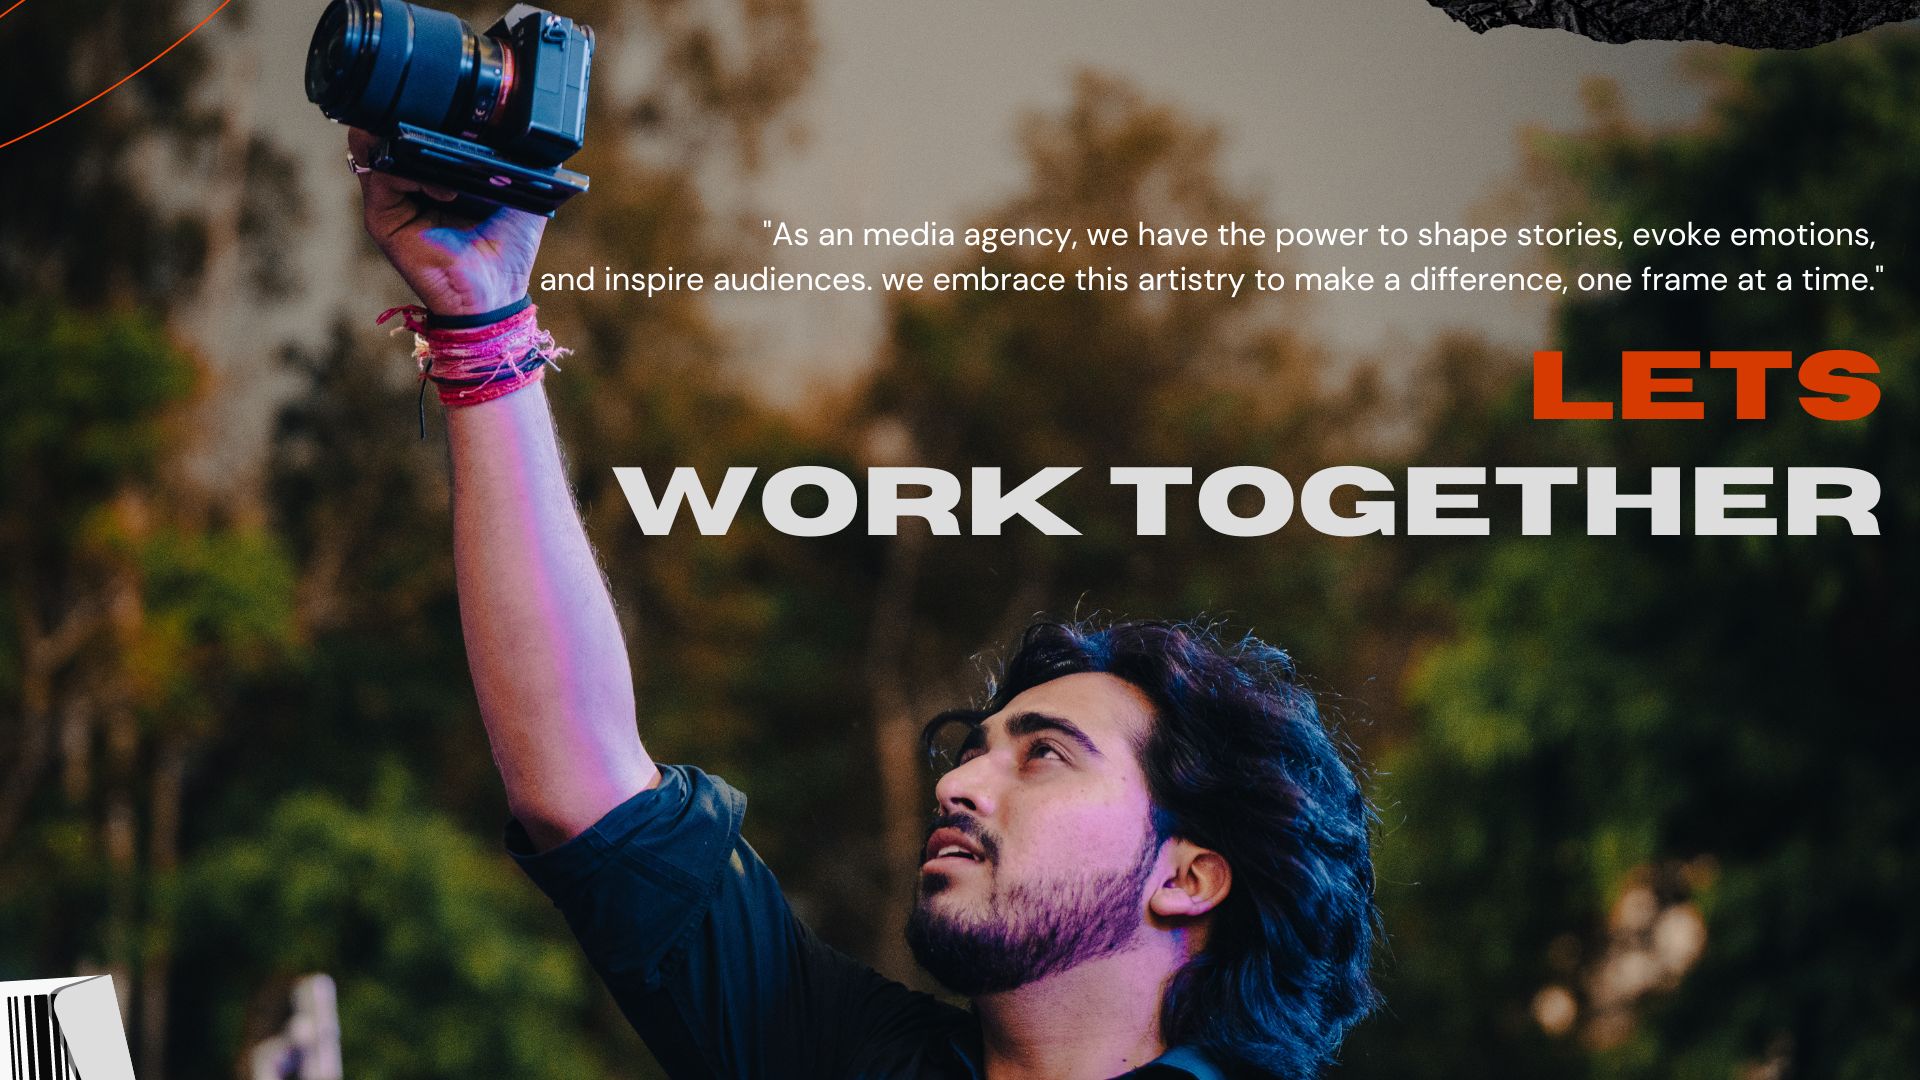 "As an media agency, we have the power to shape stories, evoke emotions,
and inspire audiences. we embrace this artistry to make a difference, one frame at a time."
LETS
WORK TOGETHER